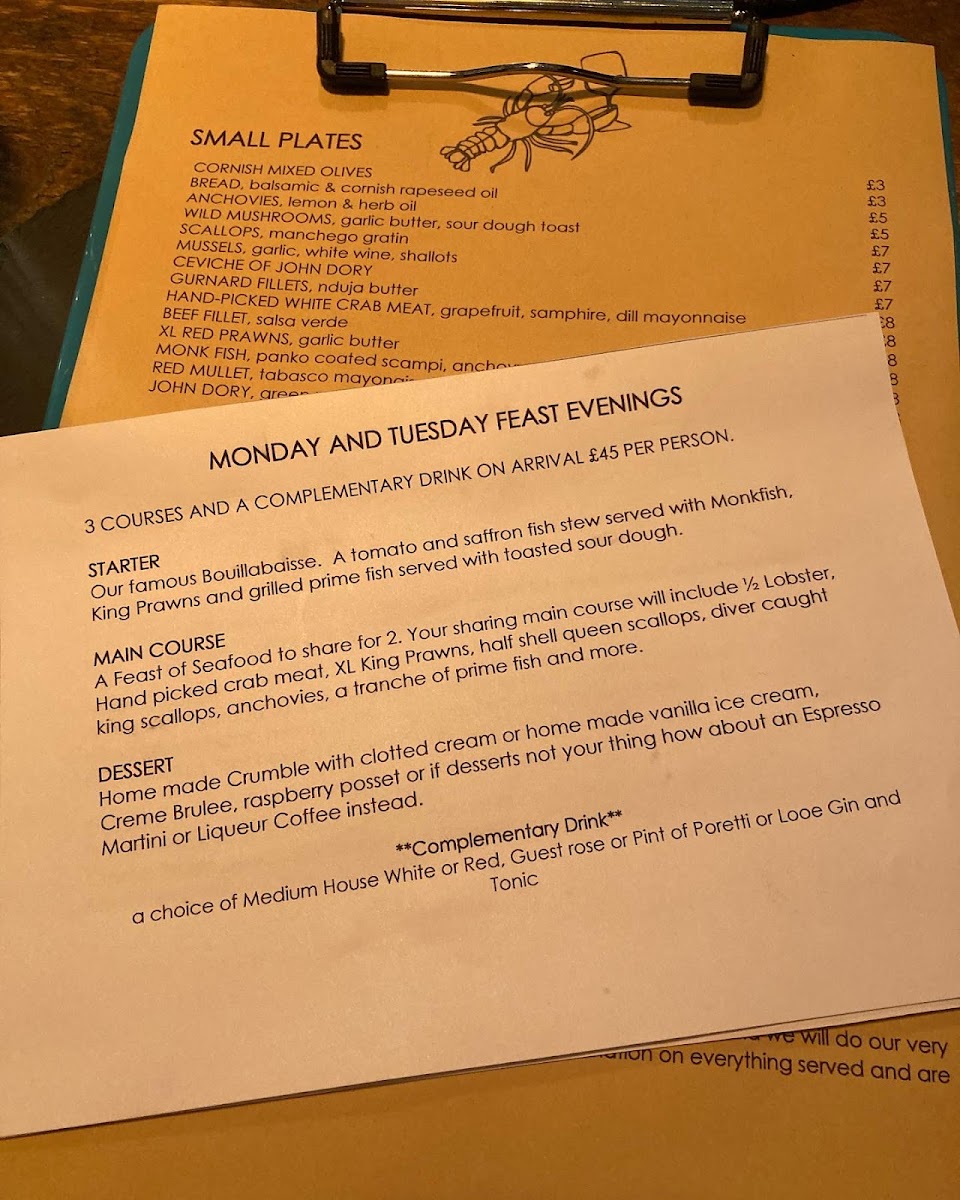 SMALL PLATES
CORNISH MIXED OLIVES £3
BREAD, balsamic & cornish rapeseed oil £3
ANCHOVIES, lemon & herb oil £5
WILD MUSHROOMS, garlic butter, sour dough toast £5
SCALLOPS, manchego gratin £7
MUSSELS, garlic, white wine, shallots £7
CEVICHE OF JOHN DORY £7
GURNARD FILLETS, nduja butter £7
HAND-PICKED WHITE CRAB MEAT, grapefruit, samphire, dill mayonnaise £8
BEEF FILLET, salsa verde 8
XL RED PRAWNS, garlic butter 8
MONK FISH, panko coated scampi, 8
RED MULLET, tabasco
JOHN DORY,
MONDAY AND TUESDAY FEAST EVENINGS
3 COURSES AND A COMPLEMENTARY DRINK ON ARRIVAL £45 PER PERSON.
STARTER
Our famous Bouillabaisse. A tomato and saffron fish stew served with Monkfish,
King Prawns and grilled prime fish served with toasted sour dough.
MAIN COURSE
A Feast of Seafood to share for 2. Your sharing main course will include ½ Lobster,
Hand picked crab meat, XL King Prawns, half shell queen scallops, diver caught
king scallops, anchovies, a tranche of prime fish and more.
DESSERT
Home made Crumble with clotted cream or home made vanilla ice cream,
Creme Brulee, raspberry posset or if desserts not your thing how about an Espresso
Martini or Liqueur Coffee instead.
**Complementary Drink**
a choice of Medium House White or Red, Guest rose or Pint of Poretti or Looe Gin and
Tonic
we will do our very
on everything served and are